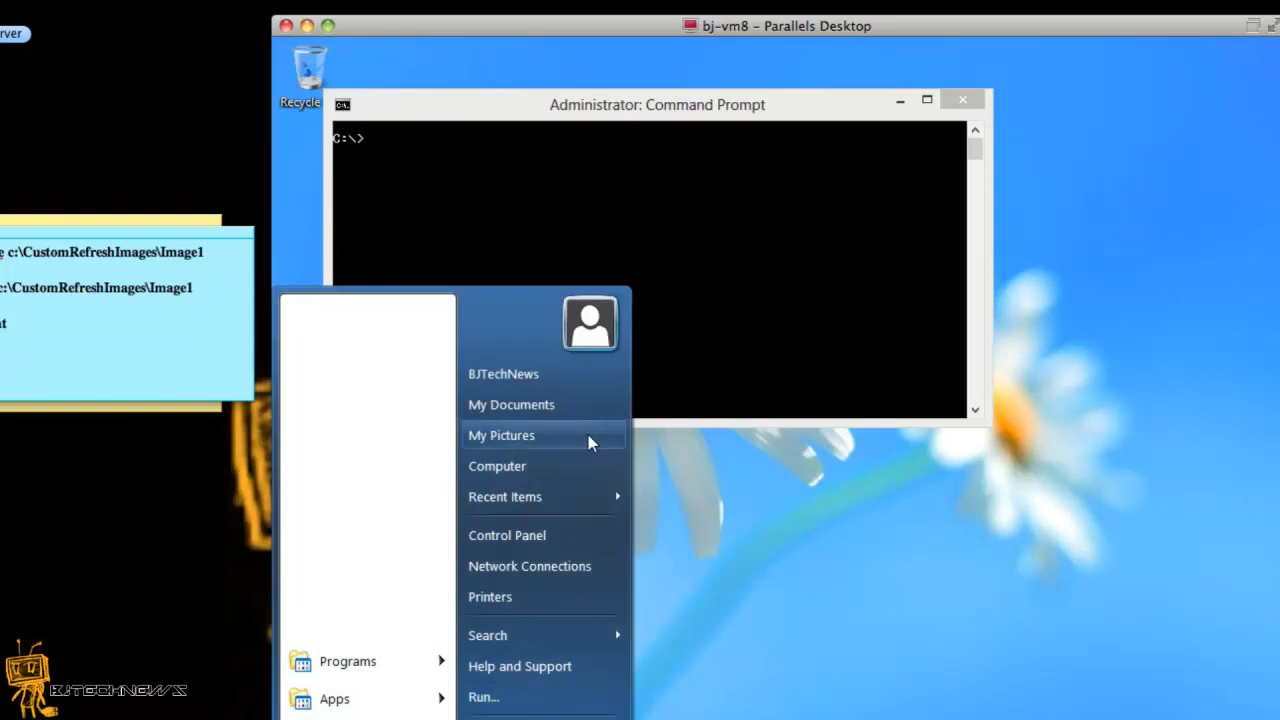 rver
bj-vm8 - Parallels Desktop
Recycle
Administrator: Command Prompt
C:\>
e c:\CustomRefreshImages\Image1
c:\CustomRefreshImages\Image1
nt
BJTechNews
My Documents
My Pictures
Computer
Recent Items
Control Panel
Network Connections
Printers
Search
Help and Support
Run...
Programs
Apps
BJTECHNEWS